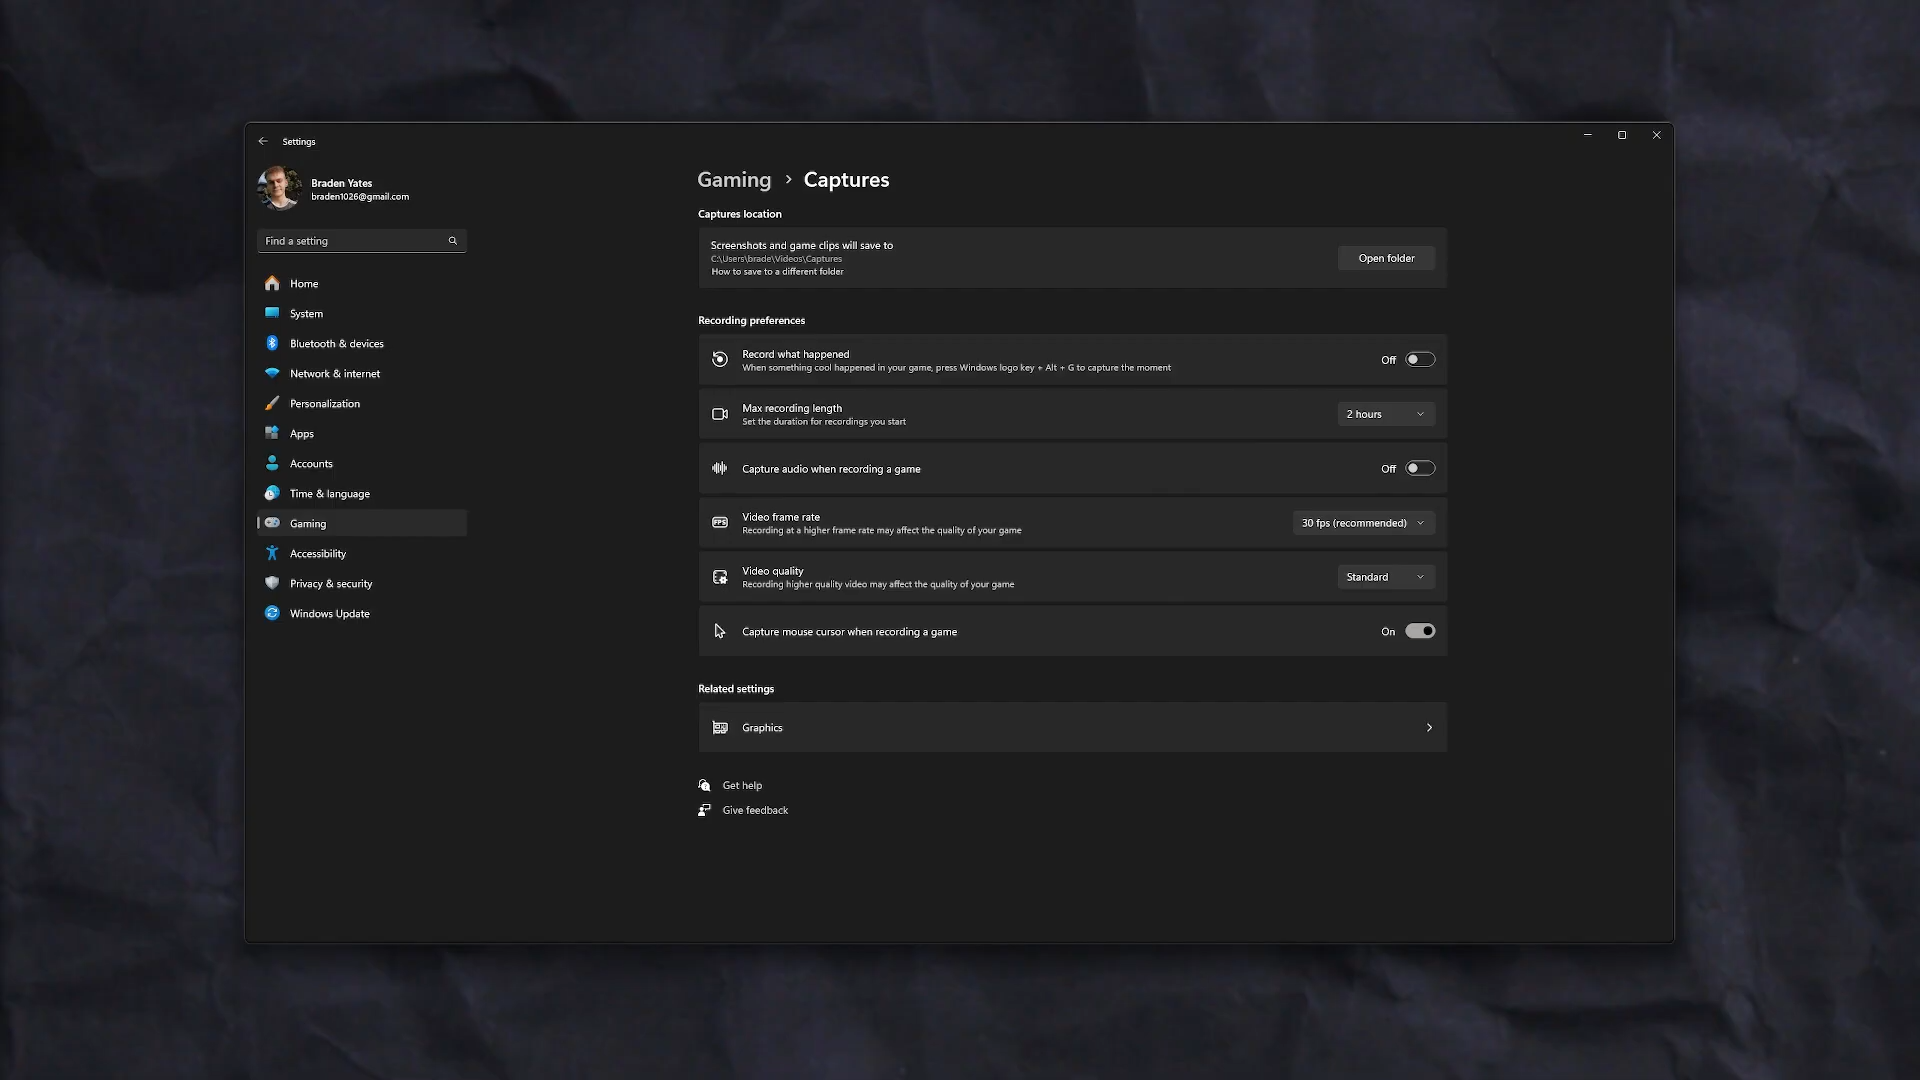 Settings
Braden Yates
braden1026@gmail.com
Find a setting
Home
System
Bluetooth & devices
Network & internet
Personalization
Apps
Accounts
Time & language
Gaming
Accessibility
Privacy & security
Windows Update
Gaming > Captures
Captures location
Screenshots and game clips will save to
C:\Users\brade\Videos\Captures
How to save to a different folder
Open folder
Recording preferences
Record what happened
When something cool happened in your game, press Windows logo key + Alt + G to capture the moment
Off
Max recording length
Set the duration for recordings you start
2 hours
Capture audio when recording a game
Off
FPS
Video frame rate
Recording at a higher frame rate may affect the quality of your game
30 fps (recommended)
Video quality
Recording higher quality video may affect the quality of your game
Standard
Capture mouse cursor when recording a game
On
Related settings
Graphics
Get help
Give feedback